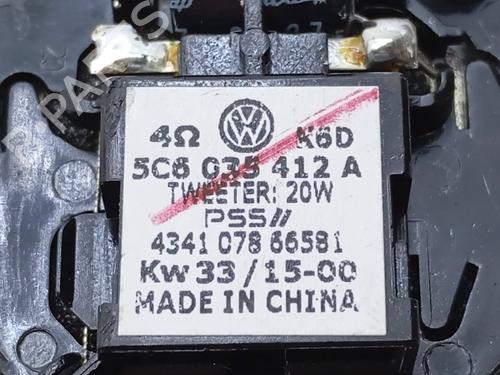 4Ω K6D
5C6 035 412 A
TWEETER: 20W
PSS//
4341 078 66581
Kw 33 / 15-00
MADE IN CHINA